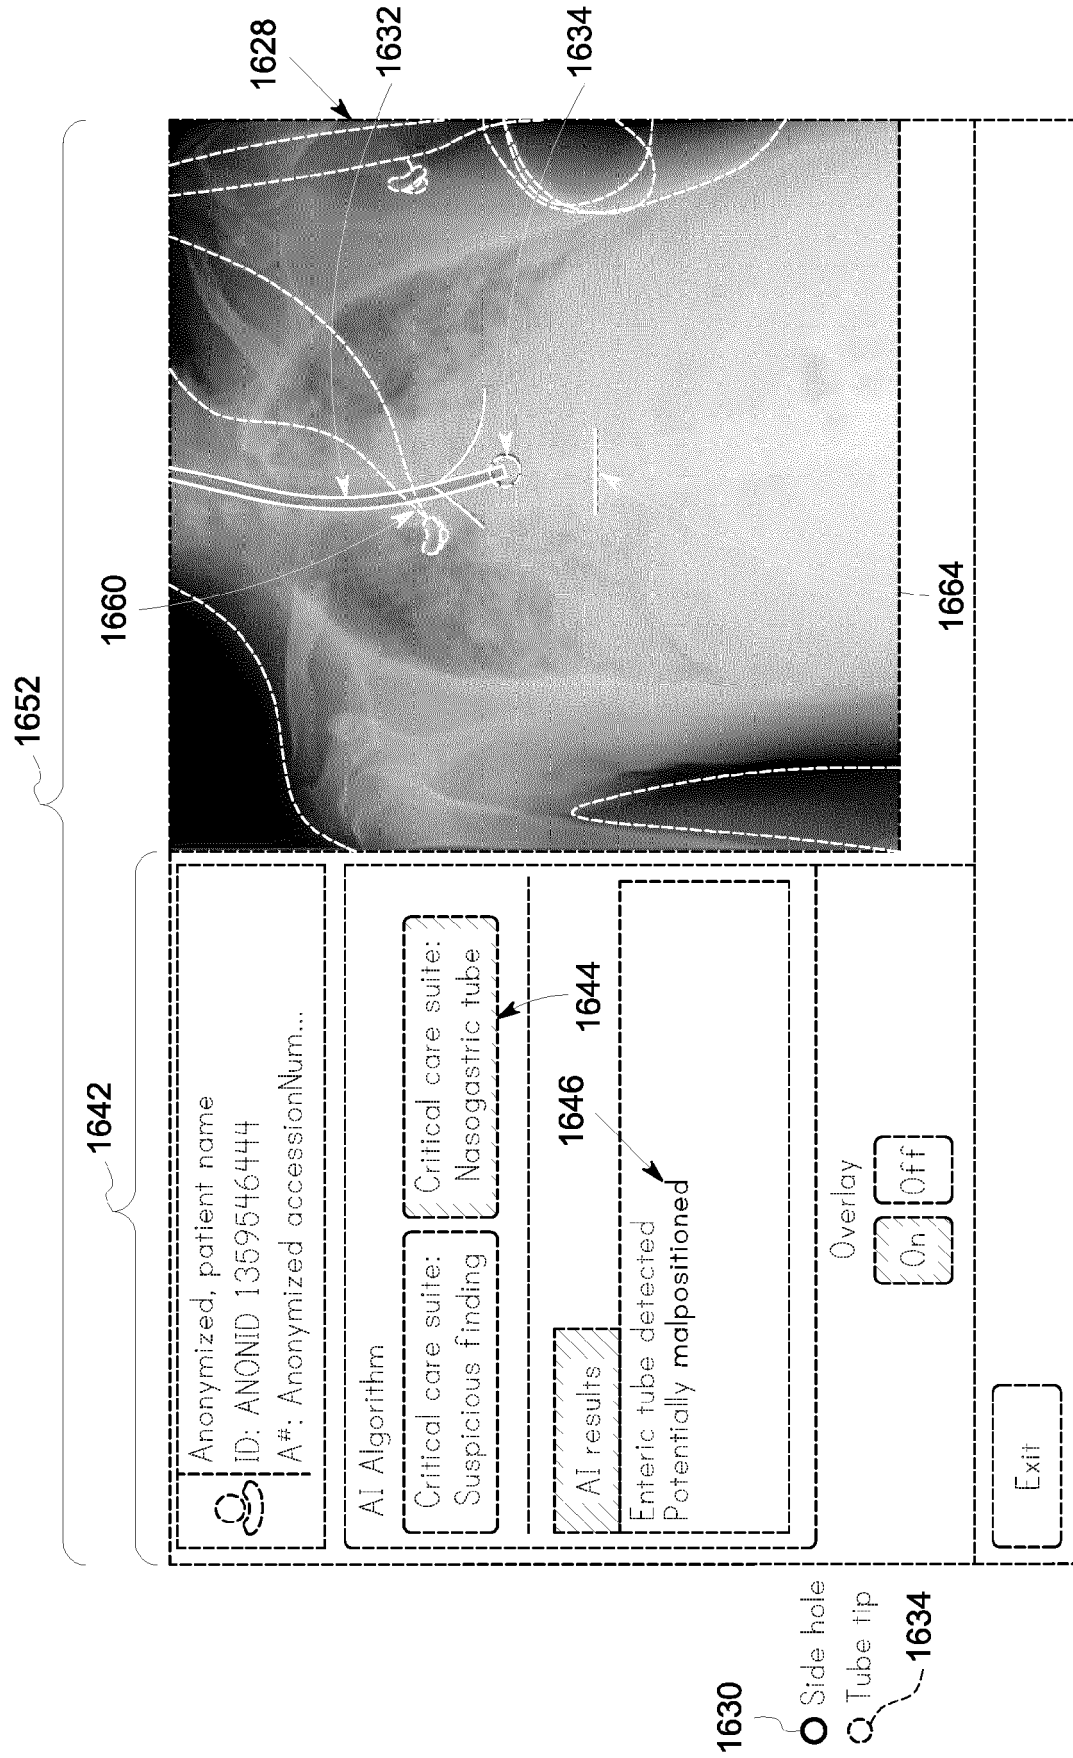 1652
1642
1660
1628
1632
1634
Anonymized, patient name
ID: ANONID 1359546444
A#: Anonymized accessionNum...
AI Algorithm
Critical care suite:
Suspicious finding
Critical care suite:
Nasogastric tube
1644
AI results
1646
Enteric tube detected
Potentially malpositioned
Overlay
On
Off
1664
Exit
1630
Side hole
Tube tip
1634